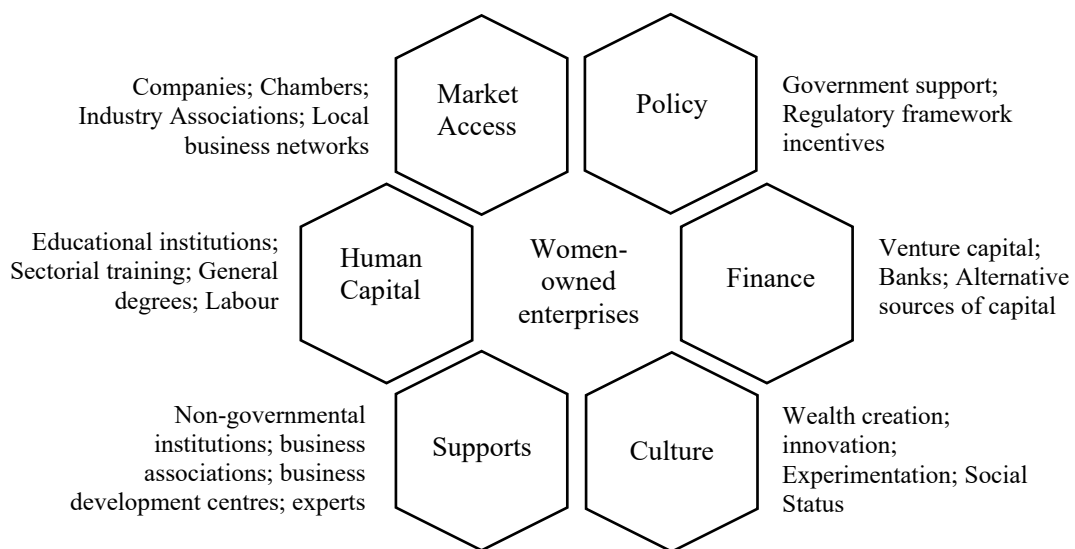 Companies; Chambers;
Industry Associations; Local
business networks
Market
Access
Policy
Government support;
Regulatory framework
incentives
Educational institutions;
Sectorial training; General
degrees; Labour
Human
Capital
Women-
owned
enterprises
Finance
Venture capital;
Banks; Alternative
sources of capital
Non-governmental
institutions; business
associations; business
development centres; experts
Supports
Culture
Wealth creation;
innovation;
Experimentation; Social
Status